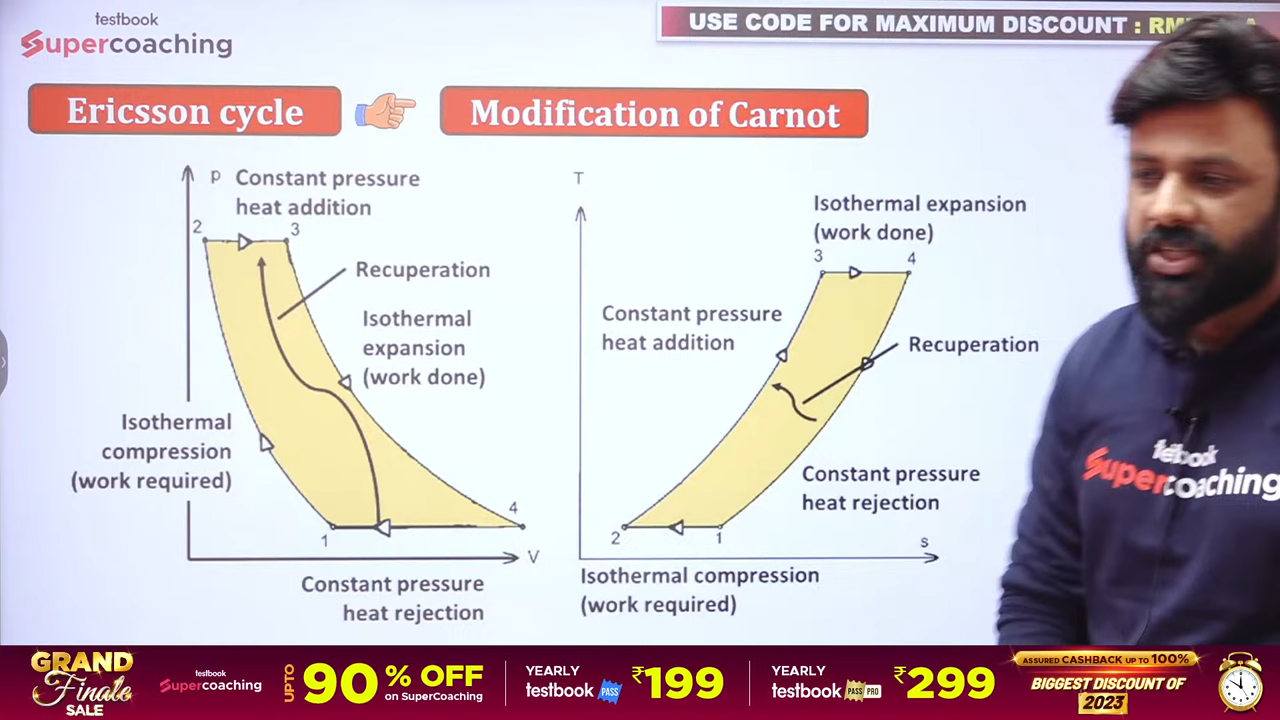 testbook
Supercoaching
USE CODE FOR MAXIMUM DISCOUNT :
Ericsson cycle
Modification of Carnot
p
Constant pressure
heat addition
2
3
Recuperation
Isothermal
expansion
(work done)
Isothermal
compression
(work required)
1
4
V
Constant pressure
heat rejection
T
Isothermal expansion
(work done)
3
4
Constant pressure
heat addition
Recuperation
Constant pressure
heat rejection
2
1
s
Isothermal compression
(work required)
testbook
Supercoaching
GRAND
Finale
SALE
testbook
Supercoaching
UPTO
90% OFF
on SuperCoaching
YEARLY
testbook PASS
₹199
YEARLY
testbook PASS PRO
₹299
ASSURED CASHBACK UP TO 100%
BIGGEST DISCOUNT OF
2023